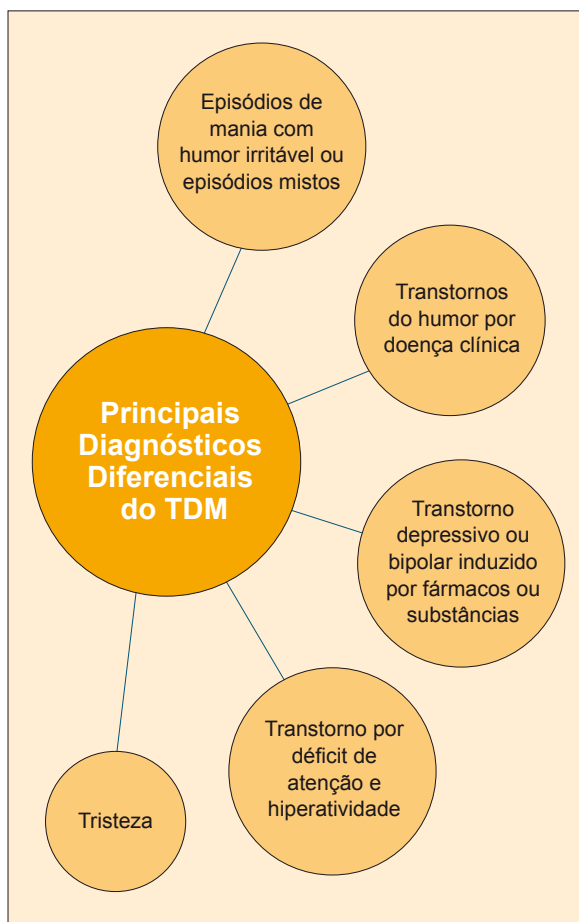 Episódios de
mania com
humor irritável ou
episódios mistos
Transtornos
do humor por
doença clínica
Principais
Diagnósticos
Diferenciais
do TDM
Transtorno
depressivo ou
bipolar induzido
por fármacos ou
substâncias
Transtorno por
déficit de
atenção e
hiperatividade
Tristeza